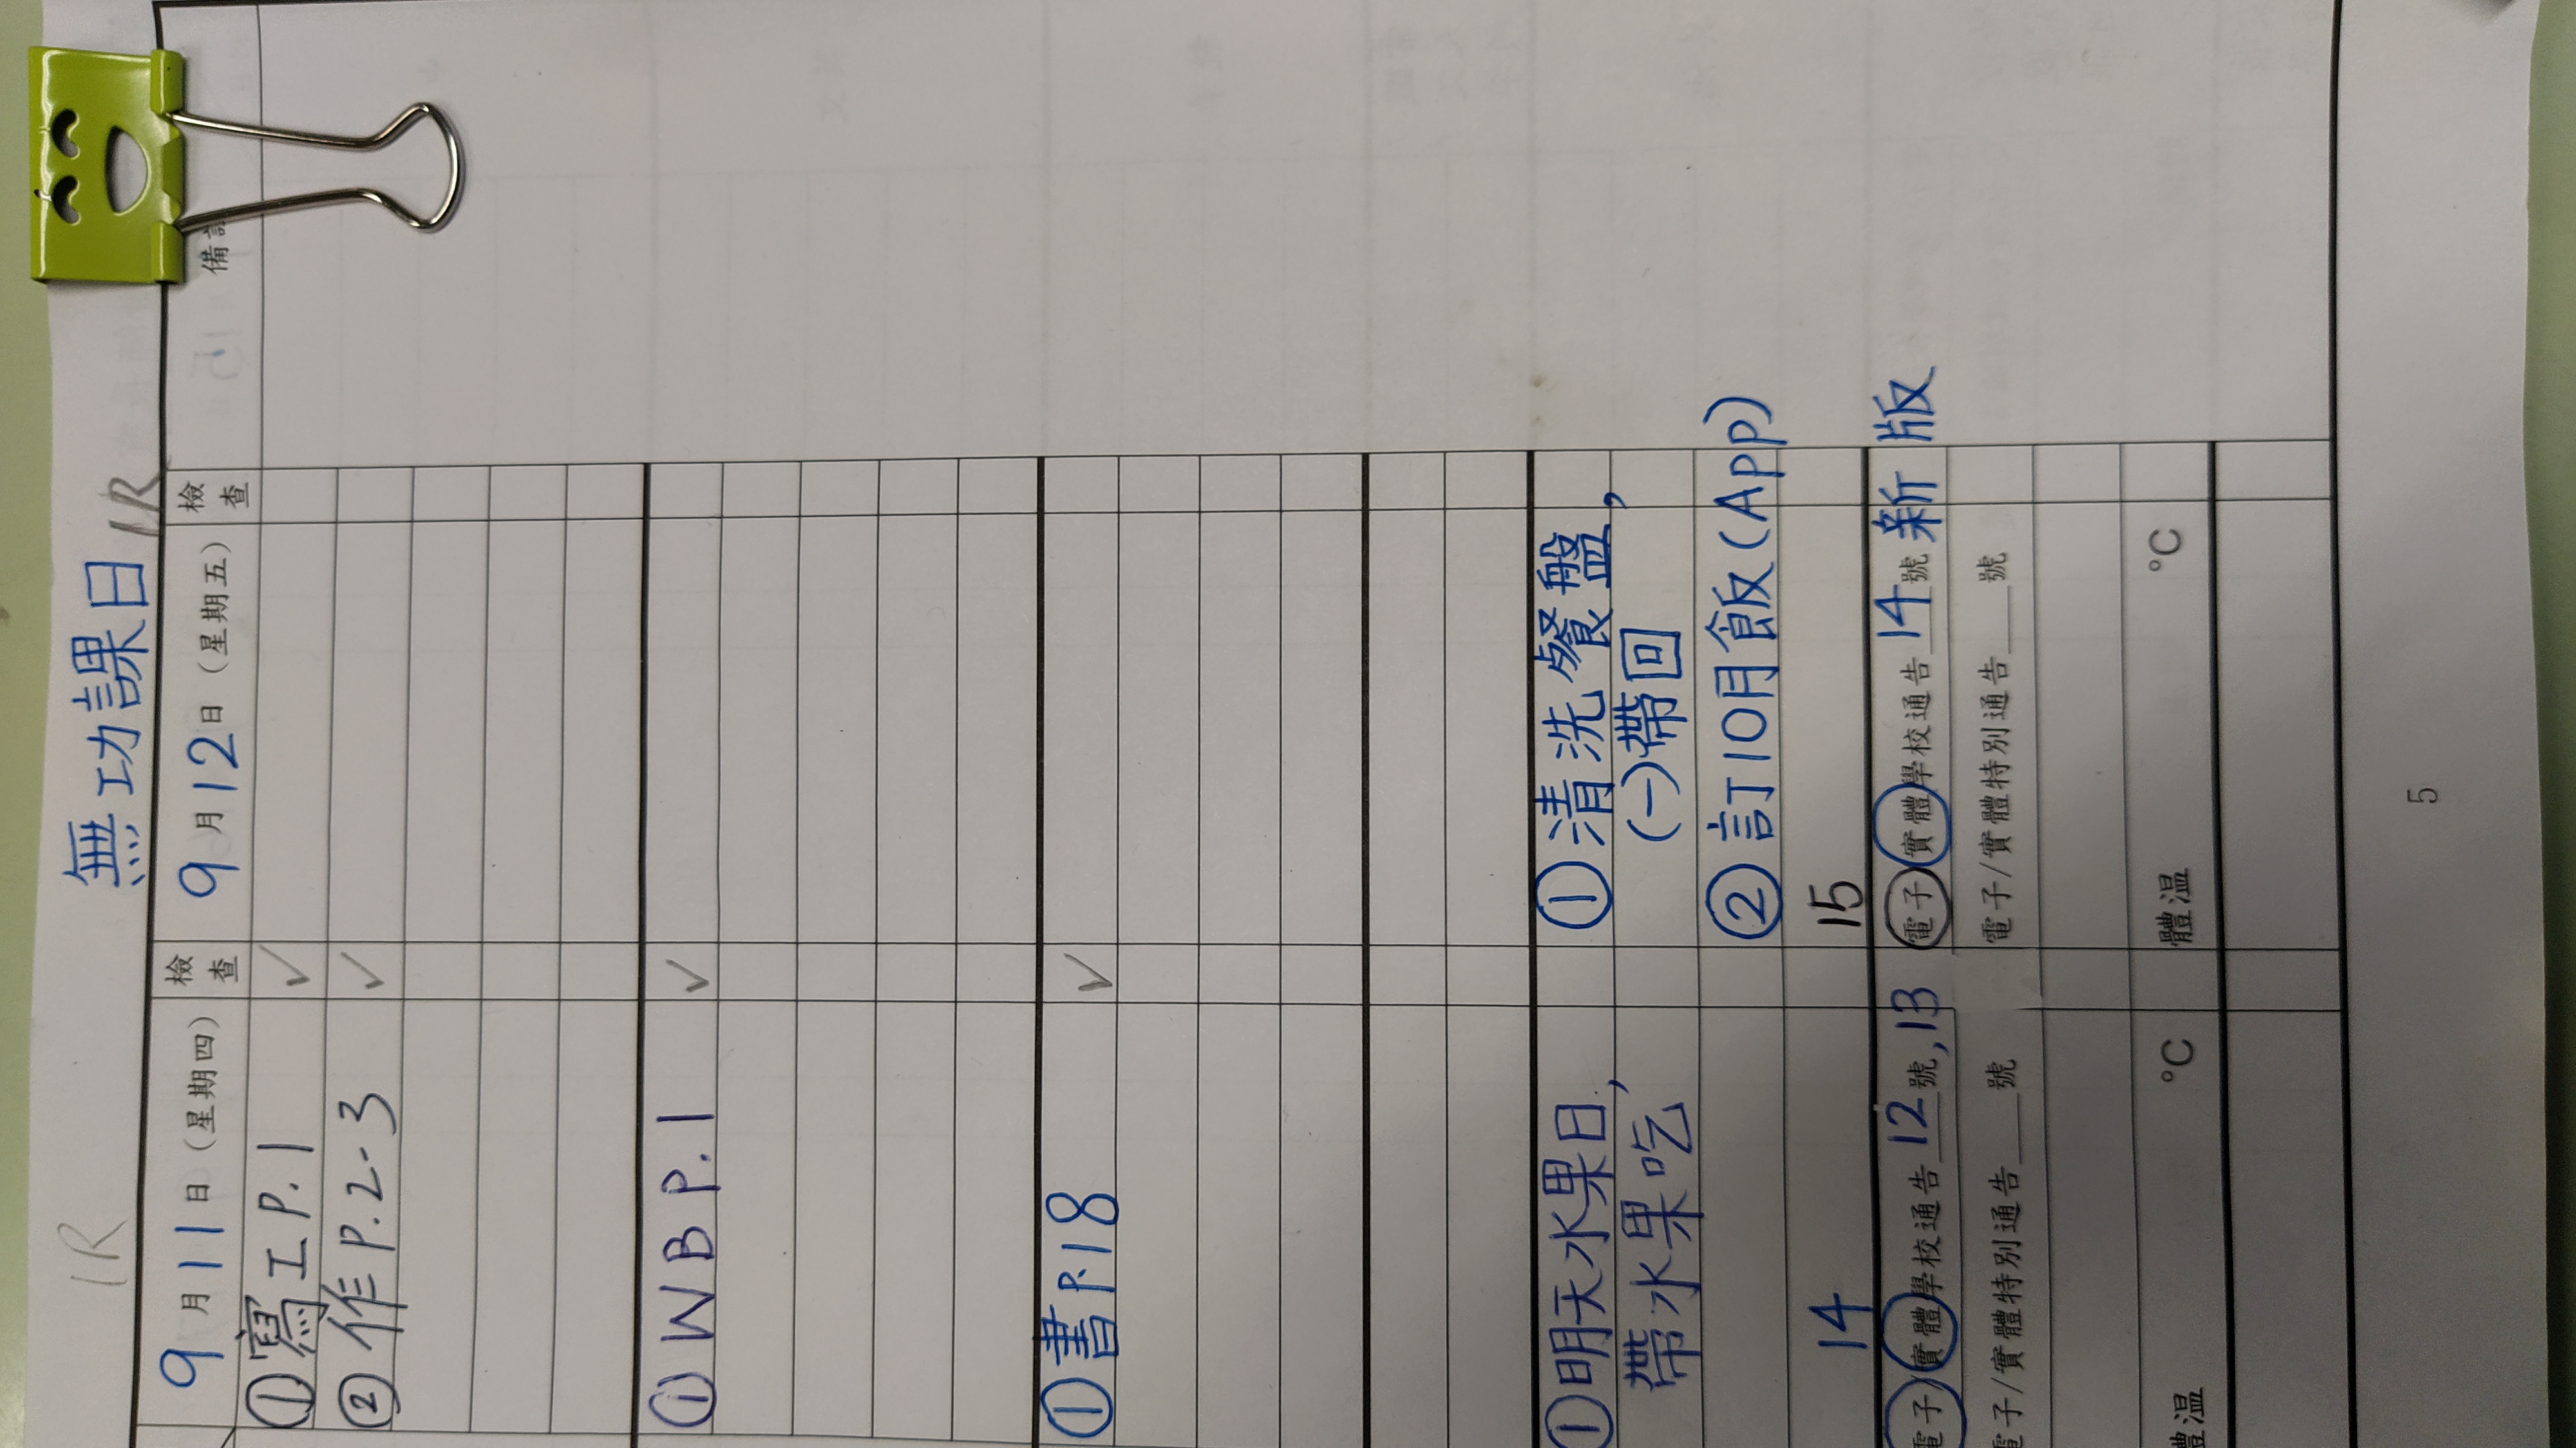 無功課日
1R
1R
9月11日（星期四）
檢查
9月12日（星期五）
檢查
備
①寫工P.1
✓
②作P.2-3
✓
①WB P.1
✓
①書P.18
✓
①明天水果日,
帶水果吃
14
①清洗餐盤,
(一)帶回
②訂10月飯(App)
15
電子/實體學校通告12號,13
電子/實體學校通告14號新版
子/實體特別通告__號
電子/實體特別通告__號
體溫 °C
體溫 °C
5